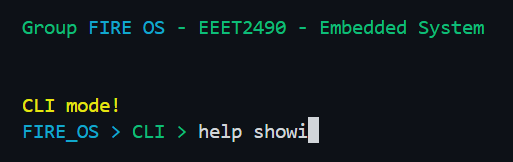 Group FIRE OS - EEET2490 - Embedded System
CLI mode!
FIRE_OS > CLI > help showi